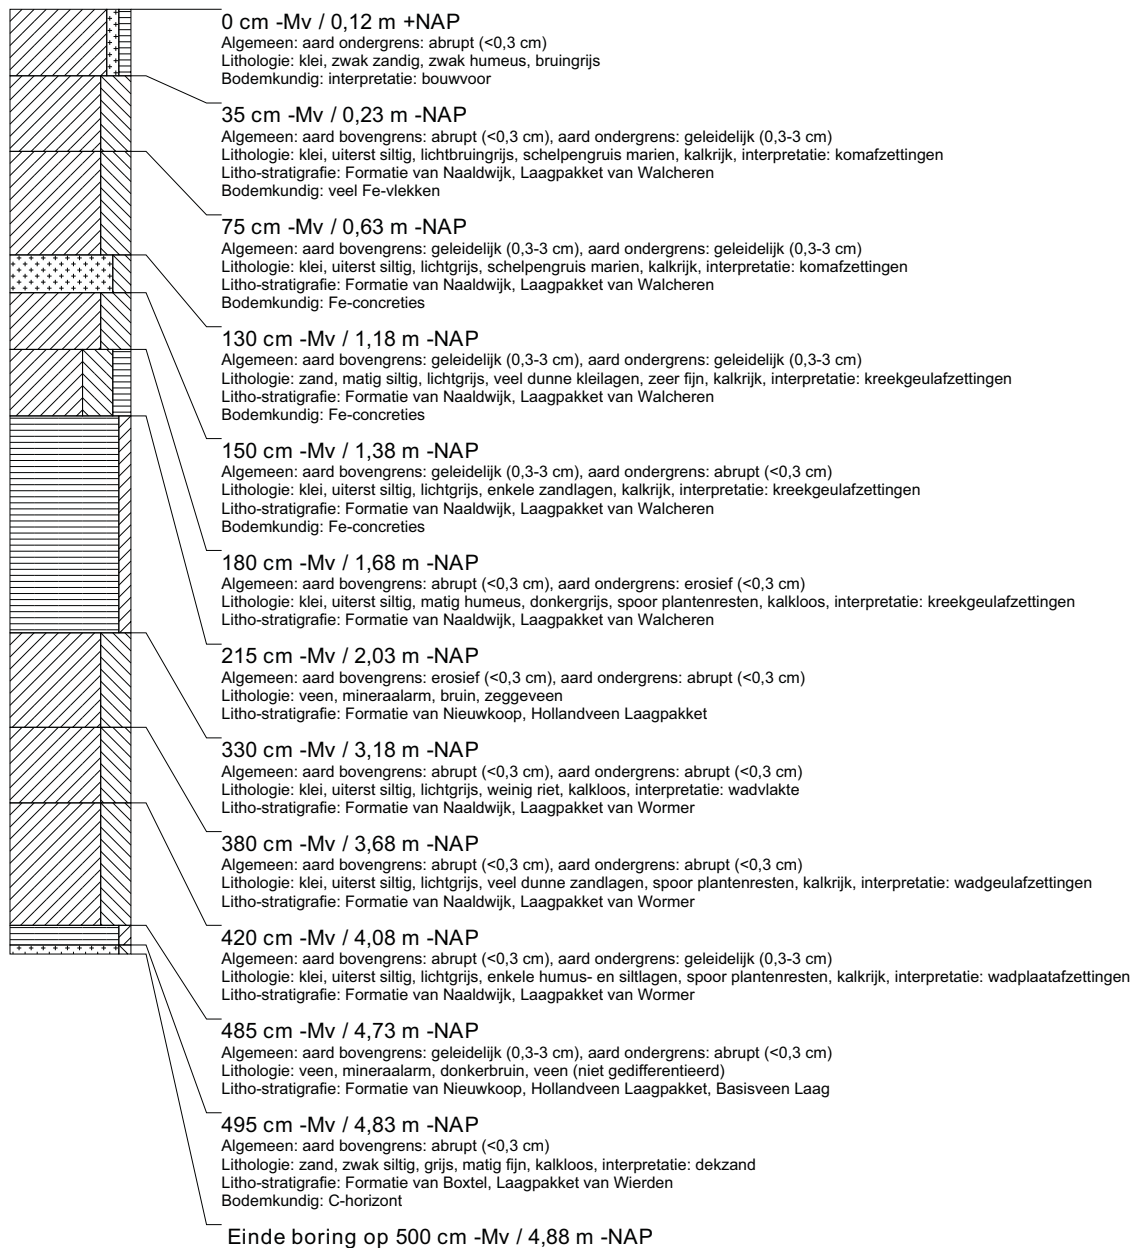 0 cm -Mv / 0,12 m +NAP
Algemeen: aard ondergrens: abrupt (<0,3 cm)
Lithologie: klei, zwak zandig, zwak humeus, bruingrijs
Bodemkundig: interpretatie: bouwvoor
35 cm -Mv / 0,23 m -NAP
Algemeen: aard bovengrens: abrupt (<0,3 cm), aard ondergrens: geleidelijk (0,3-3 cm)
Lithologie: klei, uiterst siltig, lichtbruingrijs, schelpengruis marien, kalkrijk, interpretatie: komafzettingen
Litho-stratigrafie: Formatie van Naaldwijk, Laagpakket van Walcheren
Bodemkundig: veel Fe-vlekken
75 cm -Mv / 0,63 m -NAP
Algemeen: aard bovengrens: geleidelijk (0,3-3 cm), aard ondergrens: geleidelijk (0,3-3 cm)
Lithologie: klei, uiterst siltig, lichtgrijs, schelpengruis marien, kalkrijk, interpretatie: komafzettingen
Litho-stratigrafie: Formatie van Naaldwijk, Laagpakket van Walcheren
Bodemkundig: Fe-concreties
130 cm -Mv / 1,18 m -NAP
Algemeen: aard bovengrens: geleidelijk (0,3-3 cm), aard ondergrens: geleidelijk (0,3-3 cm)
Lithologie: zand, matig siltig, lichtgrijs, veel dunne kleilagen, zeer fijn, kalkrijk, interpretatie: kreekgeulafzettingen
Litho-stratigrafie: Formatie van Naaldwijk, Laagpakket van Walcheren
Bodemkundig: Fe-concreties
150 cm -Mv / 1,38 m -NAP
Algemeen: aard bovengrens: geleidelijk (0,3-3 cm), aard ondergrens: abrupt (<0,3 cm)
Lithologie: klei, uiterst siltig, lichtgrijs, enkele zandlagen, kalkrijk, interpretatie: kreekgeulafzettingen
Litho-stratigrafie: Formatie van Naaldwijk, Laagpakket van Walcheren
Bodemkundig: Fe-concreties
180 cm -Mv / 1,68 m -NAP
Algemeen: aard bovengrens: abrupt (<0,3 cm), aard ondergrens: erosief (<0,3 cm)
Lithologie: klei, uiterst siltig, matig humeus, donkergrijs, spoor plantenresten, kalkloos, interpretatie: kreekgeulafzettingen
Litho-stratigrafie: Formatie van Naaldwijk, Laagpakket van Walcheren
215 cm -Mv / 2,03 m -NAP
Algemeen: aard bovengrens: erosief (<0,3 cm), aard ondergrens: abrupt (<0,3 cm)
Lithologie: veen, mineraalarm, bruin, zeggeveen
Litho-stratigrafie: Formatie van Nieuwkoop, Hollandveen Laagpakket
330 cm -Mv / 3,18 m -NAP
Algemeen: aard bovengrens: abrupt (<0,3 cm), aard ondergrens: abrupt (<0,3 cm)
Lithologie: klei, uiterst siltig, lichtgrijs, weinig riet, kalkloos, interpretatie: wadvlakte
Litho-stratigrafie: Formatie van Naaldwijk, Laagpakket van Wormer
380 cm -Mv / 3,68 m -NAP
Algemeen: aard bovengrens: abrupt (<0,3 cm), aard ondergrens: abrupt (<0,3 cm)
Lithologie: klei, uiterst siltig, lichtgrijs, veel dunne zandlagen, spoor plantenresten, kalkrijk, interpretatie: wadgeulafzettingen
Litho-stratigrafie: Formatie van Naaldwijk, Laagpakket van Wormer
420 cm -Mv / 4,08 m -NAP
Algemeen: aard bovengrens: abrupt (<0,3 cm), aard ondergrens: geleidelijk (0,3-3 cm)
Lithologie: klei, uiterst siltig, lichtgrijs, enkele humus- en siltlagen, spoor plantenresten, kalkrijk, interpretatie: wadplaatafzettingen
Litho-stratigrafie: Formatie van Naaldwijk, Laagpakket van Wormer
485 cm -Mv / 4,73 m -NAP
Algemeen: aard bovengrens: geleidelijk (0,3-3 cm), aard ondergrens: abrupt (<0,3 cm)
Lithologie: veen, mineraalarm, donkerbruin, veen (niet gedifferentieerd)
Litho-stratigrafie: Formatie van Nieuwkoop, Hollandveen Laagpakket, Basisveen Laag
495 cm -Mv / 4,83 m -NAP
Algemeen: aard bovengrens: abrupt (<0,3 cm)
Lithologie: zand, zwak siltig, grijs, matig fijn, kalkloos, interpretatie: dekzand
Litho-stratigrafie: Formatie van Boxtel, Laagpakket van Wierden
Bodemkundig: C-horizont
Einde boring op 500 cm -Mv / 4,88 m -NAP